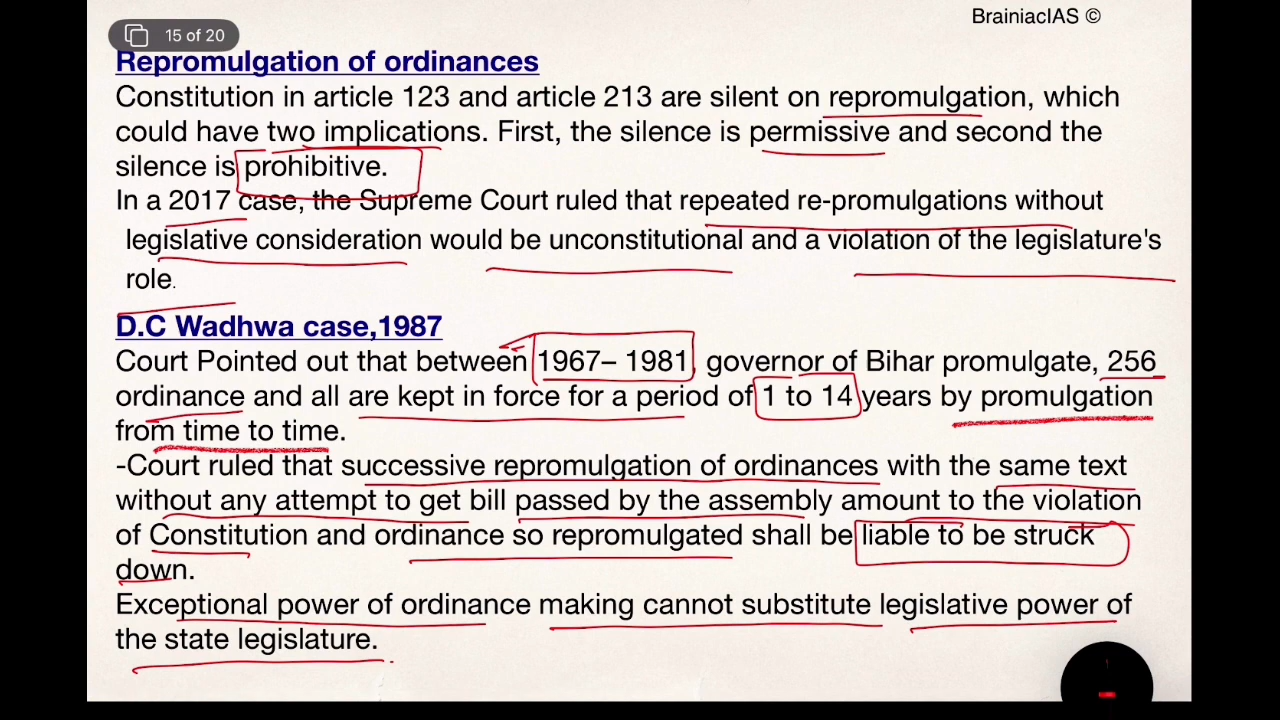 BrainiacIAS ©
15 of 20
Repromulgation of ordinances
Constitution in article 123 and article 213 are silent on repromulgation, which
could have two implications. First, the silence is permissive and second the
silence is prohibitive.
In a 2017 case, the Supreme Court ruled that repeated re-promulgations without
legislative consideration would be unconstitutional and a violation of the legislature's
role.
D.C Wadhwa case,1987
Court Pointed out that between 1967– 1981, governor of Bihar promulgate, 256
ordinance and all are kept in force for a period of 1 to 14 years by promulgation
from time to time.
-Court ruled that successive repromulgation of ordinances with the same text
without any attempt to get bill passed by the assembly amount to the violation
of Constitution and ordinance so repromulgated shall be liable to be struck
down.
Exceptional power of ordinance making cannot substitute legislative power of
the state legislature.